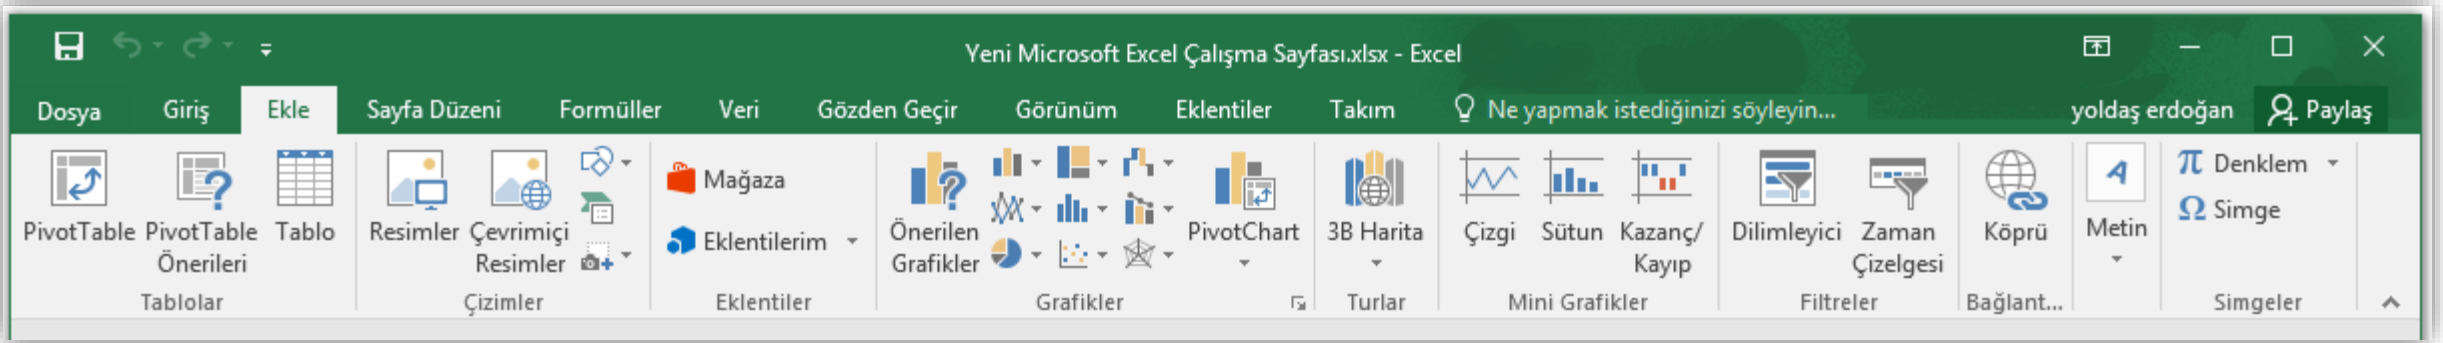 Yeni Microsoft Excel Çalışma Sayfası.xlsx - Excel
Dosya Giriş Ekle Sayfa Düzeni Formüller Veri Gözden Geçir Görünüm Eklentiler Takım Ne yapmak istediğinizi söyleyin... yoldaş erdoğan Paylaş
PivotTable
PivotTable
Önerileri
Tablo
Tablolar
Resimler
Çevrimiçi
Resimler
Çizimler
Mağaza
Eklentilerim
Eklentiler
Önerilen
Grafikler
PivotChart
Grafikler
3B Harita
Turlar
Çizgi
Sütun
Kazanç/
Kayıp
Mini Grafikler
Dilimleyici
Zaman
Çizelgesi
Filtreler
Köprü
Bağlant...
A
Metin
π Denklem
Ω Simge
Simgeler